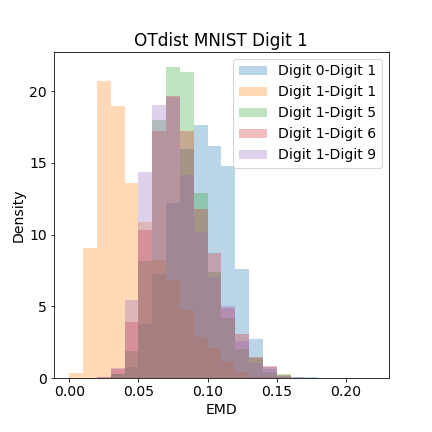 OTdist MNIST Digit 1
Digit 0-Digit 1
Digit 1-Digit 1
Digit 1-Digit 5
Digit 1-Digit 6
Digit 1-Digit 9
Density
20
15
10
5
0
0.00 0.05 0.10 0.15 0.20
EMD